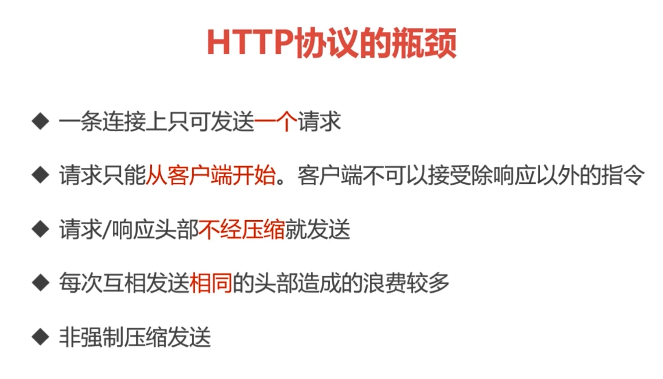 HTTP协议的瓶颈
◆ 一条连接上只可发送一个请求
◆ 请求只能从客户端开始。客户端不可以接受除响应以外的指令
◆ 请求/响应头部不经压缩就发送
◆ 每次互相发送相同的头部造成的浪费较多
◆ 非强制压缩发送